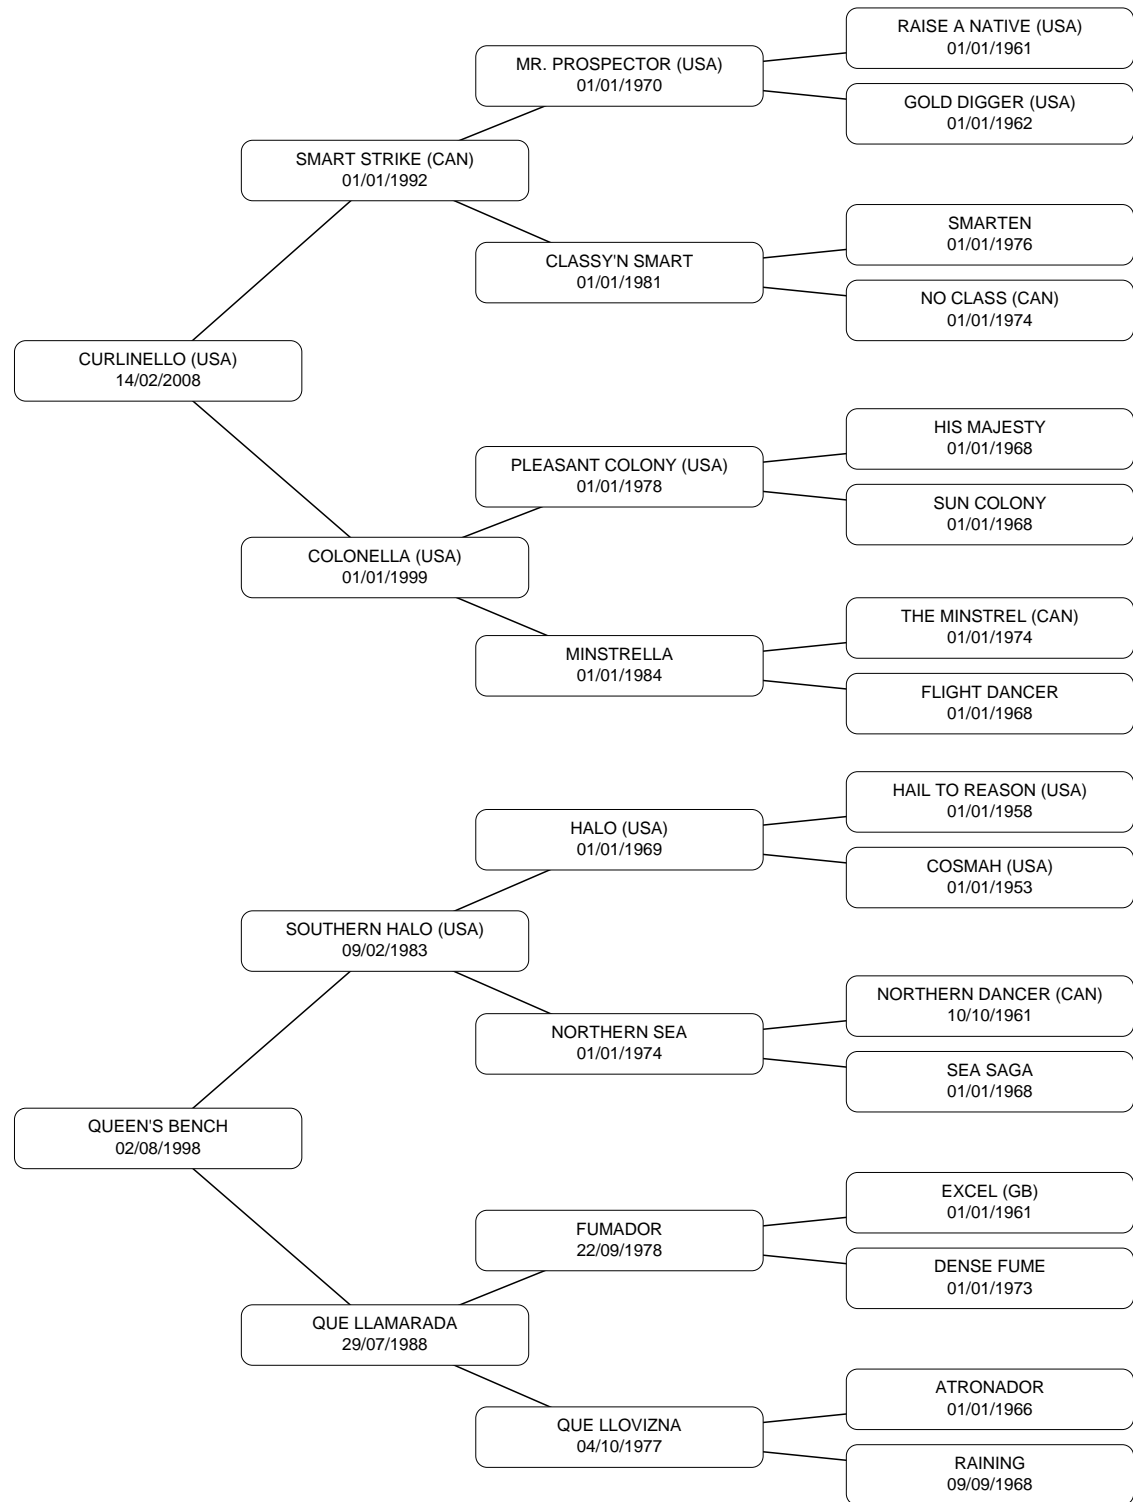 RAISE A NATIVE (USA)
01/01/1961
MR. PROSPECTOR (USA)
01/01/1970
GOLD DIGGER (USA)
01/01/1962
SMART STRIKE (CAN)
01/01/1992
SMARTEN
01/01/1976
CLASSY'N SMART
01/01/1981
NO CLASS (CAN)
01/01/1974
CURLINELLO (USA)
14/02/2008
HIS MAJESTY
01/01/1968
PLEASANT COLONY (USA)
01/01/1978
SUN COLONY
01/01/1968
COLONELLA (USA)
01/01/1999
THE MINSTREL (CAN)
01/01/1974
MINSTRELLA
01/01/1984
FLIGHT DANCER
01/01/1968
HAIL TO REASON (USA)
01/01/1958
HALO (USA)
01/01/1969
COSMAH (USA)
01/01/1953
SOUTHERN HALO (USA)
09/02/1983
NORTHERN DANCER (CAN)
10/10/1961
NORTHERN SEA
01/01/1974
SEA SAGA
01/01/1968
QUEEN'S BENCH
02/08/1998
EXCEL (GB)
01/01/1961
FUMADOR
22/09/1978
DENSE FUME
01/01/1973
QUE LLAMARADA
29/07/1988
ATRONADOR
01/01/1966
QUE LLOVIZNA
04/10/1977
RAINING
09/09/1968